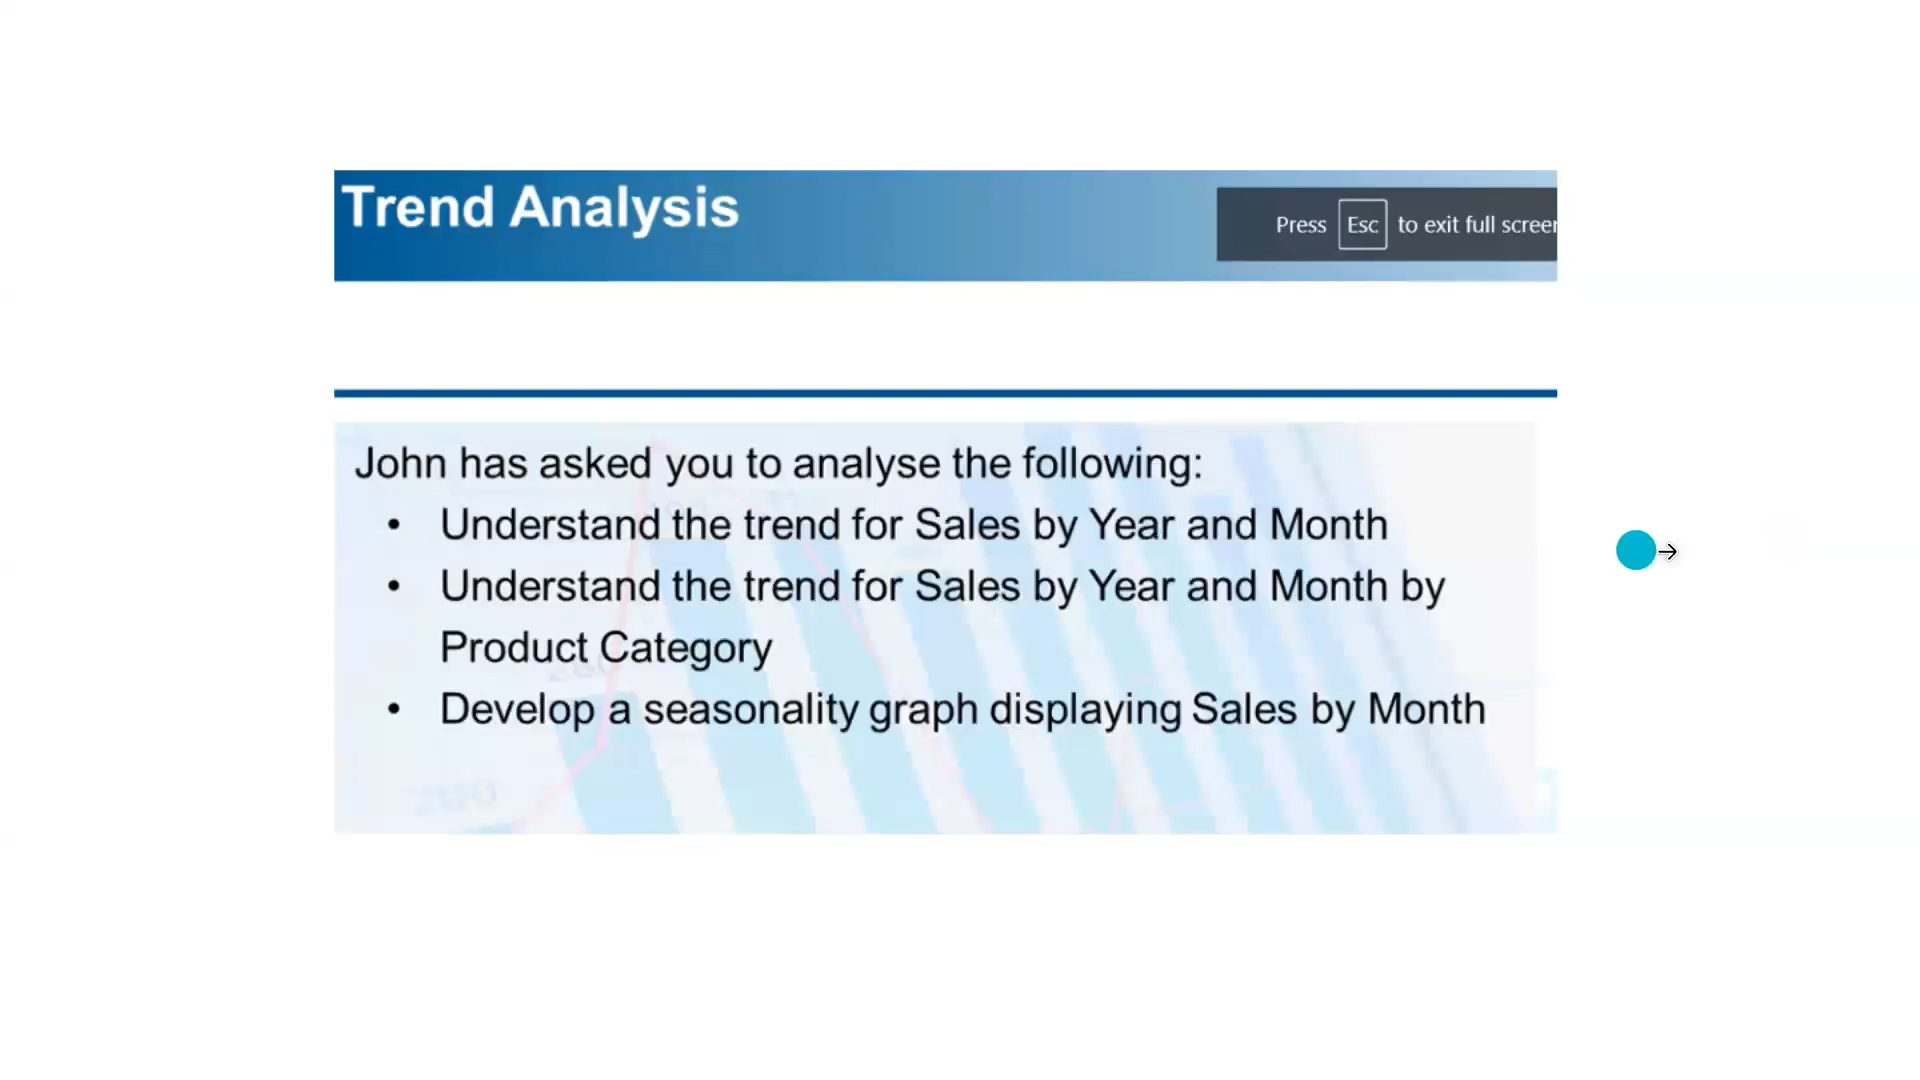 Trend Analysis
Press Esc to exit full screen
John has asked you to analyse the following:
• Understand the trend for Sales by Year and Month
• Understand the trend for Sales by Year and Month by
Product Category
• Develop a seasonality graph displaying Sales by Month